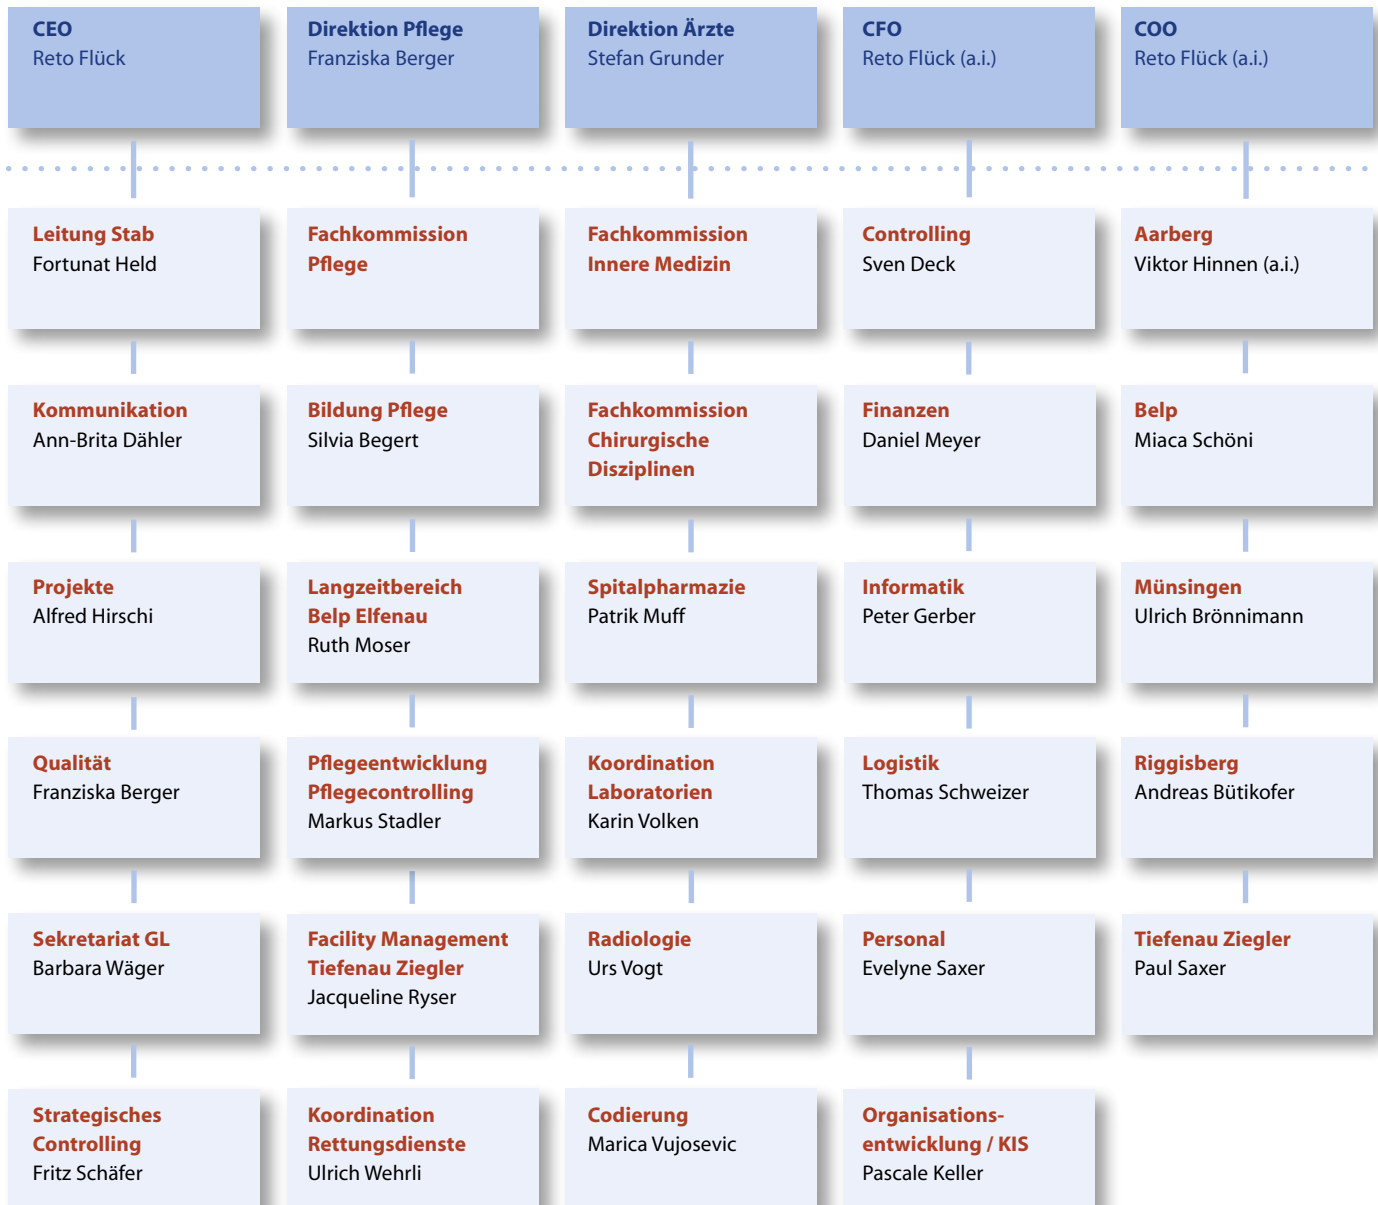 CEO
Reto Flück
Direktion Pflege
Franziska Berger
Direktion Ärzte
Stefan Grunder
CFO
Reto Flück (a.i.)
COO
Reto Flück (a.i.)
Leitung Stab
Fortunat Held
Fachkommission
Pflege
Fachkommission
Innere Medizin
Controlling
Sven Deck
Aarberg
Viktor Hinnen (a.i.)
Kommunikation
Ann-Brita Dähler
Bildung Pflege
Silvia Begert
Fachkommission
Chirurgische
Disziplinen
Finanzen
Daniel Meyer
Belp
Miaca Schöni
Projekte
Alfred Hirschi
Langzeitbereich
Belp Elfenau
Ruth Moser
Spitalpharmazie
Patrik Muff
Informatik
Peter Gerber
Münsingen
Ulrich Brönnimann
Qualität
Franziska Berger
Pflegeentwicklung
Pflegecontrolling
Markus Stadler
Koordination
Laboratorien
Karin Volken
Logistik
Thomas Schweizer
Riggisberg
Andreas Bütikofer
Sekretariat GL
Barbara Wäger
Facility Management
Tiefenau Ziegler
Jacqueline Ryser
Radiologie
Urs Vogt
Personal
Evelyne Saxer
Tiefenau Ziegler
Paul Saxer
Strategisches
Controlling
Fritz Schäfer
Koordination
Rettungsdienste
Ulrich Wehrli
Codierung
Marica Vujosevic
Organisations-
entwicklung / KIS
Pascale Keller